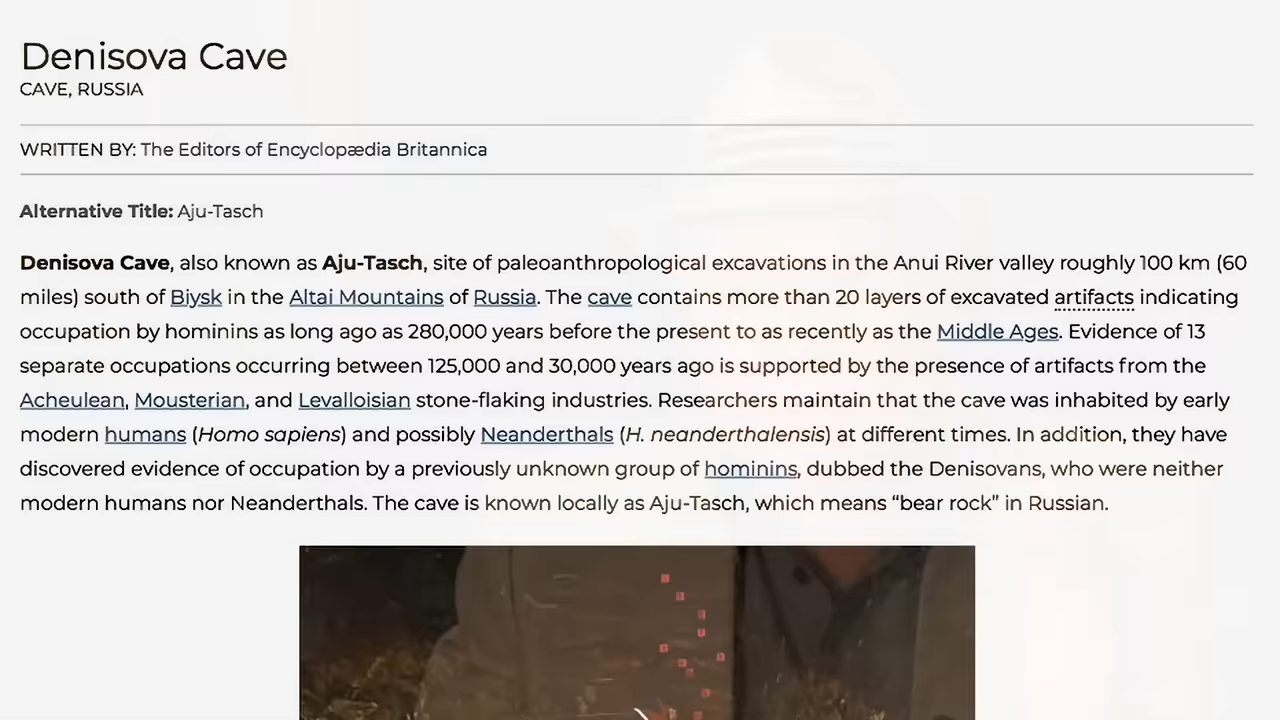 Denisova Cave
CAVE, RUSSIA
WRITTEN BY: The Editors of Encyclopædia Britannica
Alternative Title: Aju-Tasch
Denisova Cave, also known as Aju-Tasch, site of paleoanthropological excavations in the Anui River valley roughly 100 km (60
miles) south of Biysk in the Altai Mountains of Russia. The cave contains more than 20 layers of excavated artifacts indicating
occupation by hominins as long ago as 280,000 years before the present to as recently as the Middle Ages. Evidence of 13
separate occupations occurring between 125,000 and 30,000 years ago is supported by the presence of artifacts from the
Acheulean, Mousterian, and Levalloisian stone-flaking industries. Researchers maintain that the cave was inhabited by early
modern humans (Homo sapiens) and possibly Neanderthals (H. neanderthalensis) at different times. In addition, they have
discovered evidence of occupation by a previously unknown group of hominins, dubbed the Denisovans, who were neither
modern humans nor Neanderthals. The cave is known locally as Aju-Tasch, which means “bear rock” in Russian.